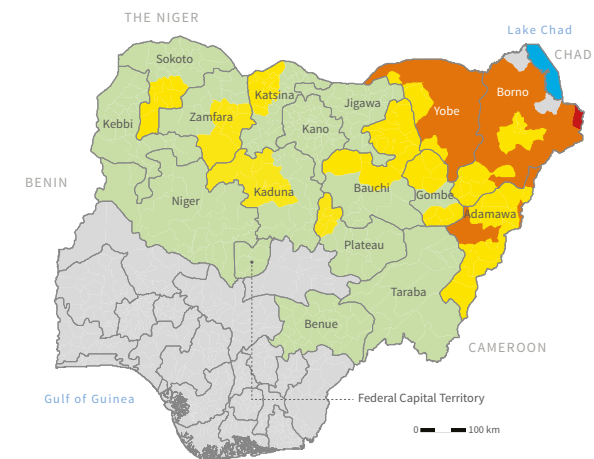 THE NIGER
Lake Chad
CHAD
Sokoto
Katsina
Borno
Jigawa
Yobe
Kebbi
Zamfara
Kano
BENIN
Kaduna
Bauchi
Gombe
Niger
Adamawa
Plateau
Taraba
Benue
CAMEROON
Gulf of Guinea
Federal Capital Territory
0
100 km